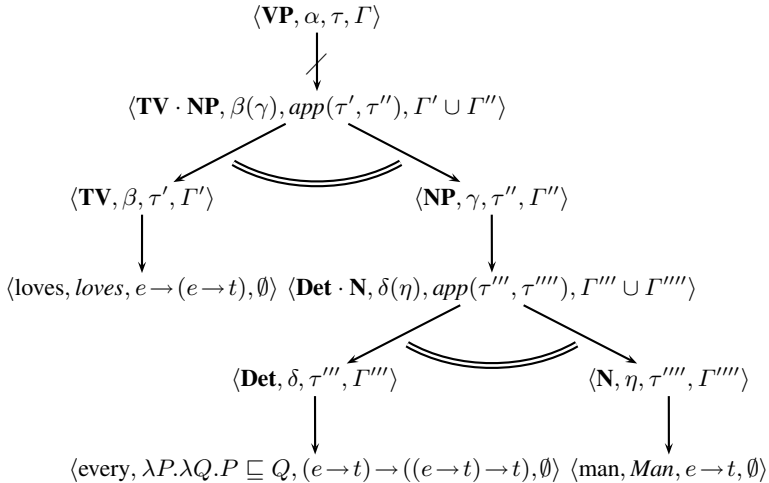 ⟨VP, α, τ, Γ⟩
⟨TV · NP, β(γ), app(τ′, τ″), Γ′ ∪ Γ″⟩
⟨TV, β, τ′, Γ′⟩ ⟨NP, γ, τ″, Γ″⟩
⟨loves, loves, e→(e→t), ∅⟩ ⟨Det · N, δ(η), app(τ‴, τ⁗), Γ‴ ∪ Γ⁗⟩
⟨Det, δ, τ‴, Γ‴⟩ ⟨N, η, τ⁗, Γ⁗⟩
⟨every, λP.λQ.P ⊑ Q, (e→t)→((e→t)→t), ∅⟩ ⟨man, Man, e→t, ∅⟩